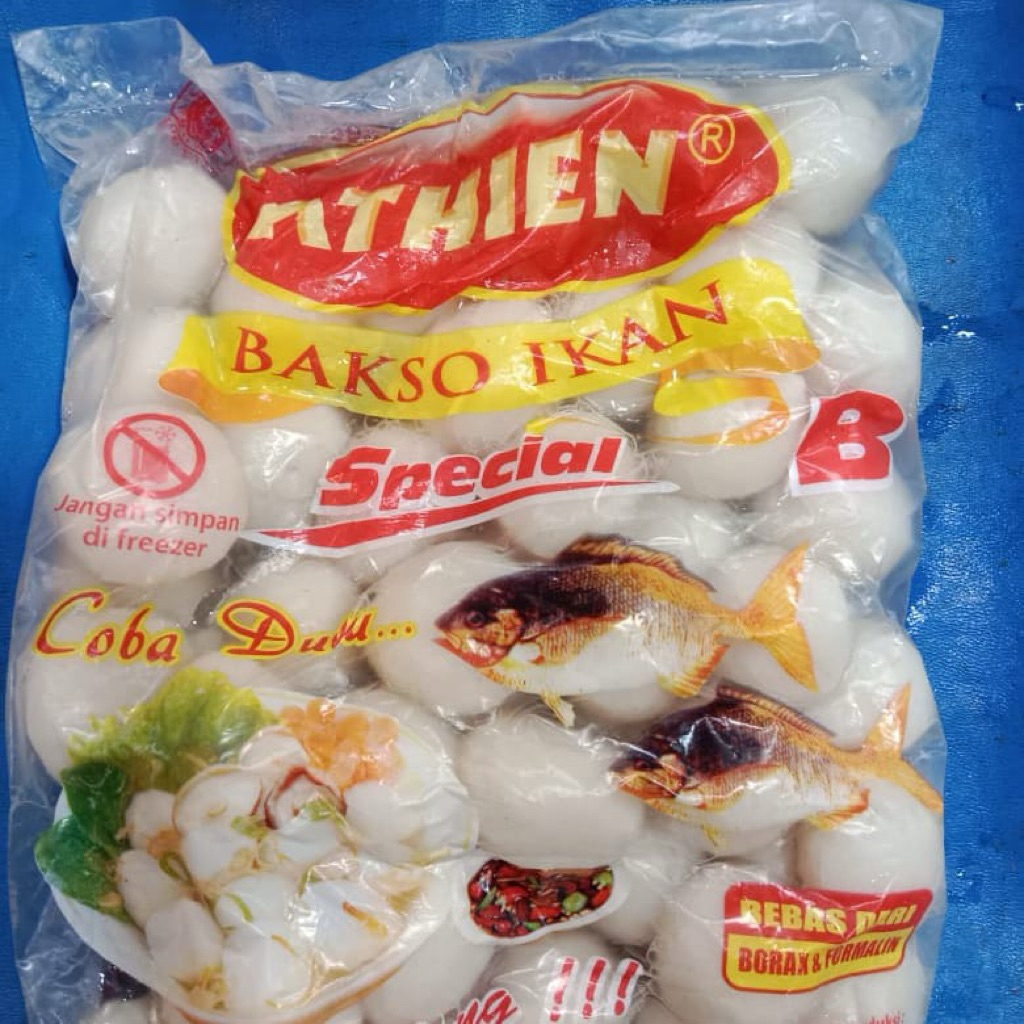 ATHIEN ®
BAKSO IKAN
B
Special
Jangan simpan
di freezer
Coba Dulu...
BEBAS DARI
BORAX & FORMALIN
!!!